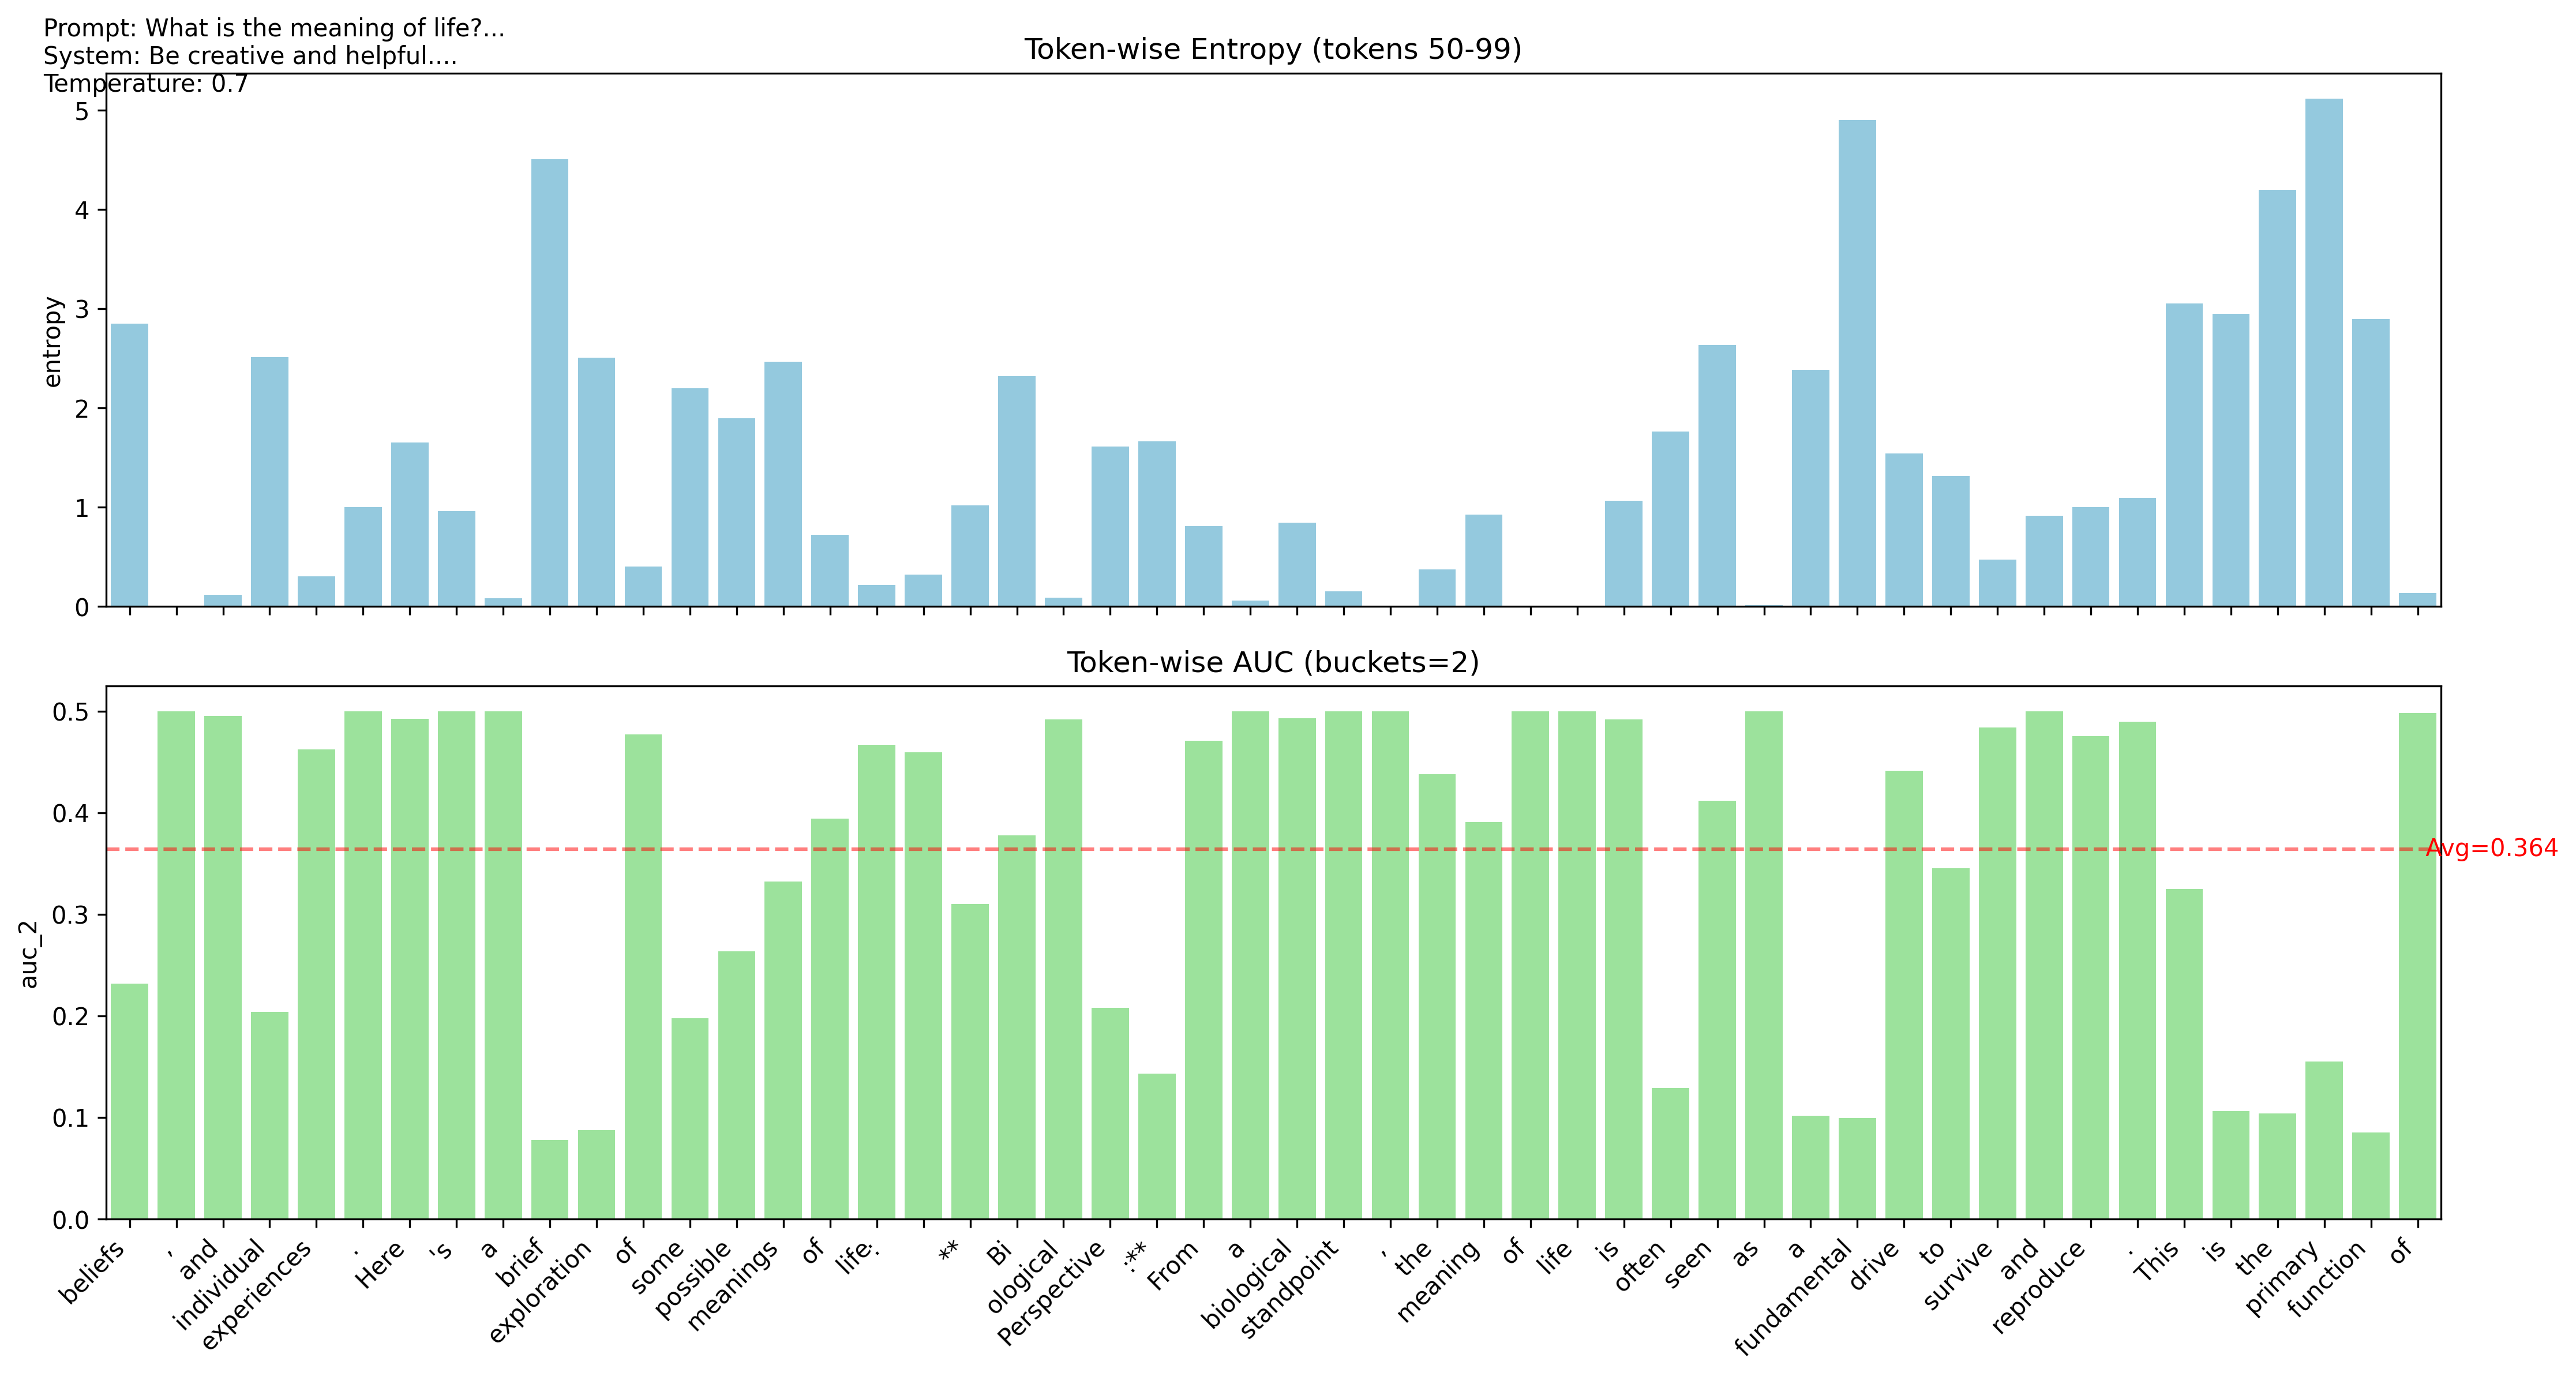 Prompt: What is the meaning of life?...
System: Be creative and helpful....
Temperature: 0.7
Token-wise Entropy (tokens 50-99)
entropy
5
4
3
2
1
0
Token-wise AUC (buckets=2)
auc_2
0.5
0.4
0.3
0.2
0.1
0.0
Avg=0.364
beliefs
,
and
individual
experiences
.
Here
's
a
brief
exploration
of
some
possible
meanings
of
life:
**
Bi
ological
Perspective
:**
From
a
biological
standpoint
,
the
meaning
of
life
is
often
seen
as
a
fundamental
drive
to
survive
and
reproduce
.
This
is
the
primary
function
of